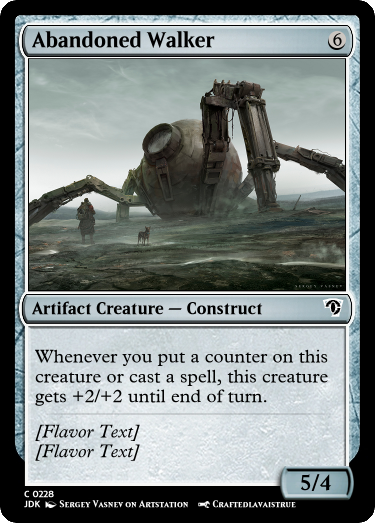 Abandoned Walker 6
SERGEY VASNEV
Artifact Creature — Construct
Whenever you put a counter on this
creature or cast a spell, this creature
gets +2/+2 until end of turn.
[Flavor Text]
[Flavor Text]
5/4
C 0228
JDK Sergey Vasnev on Artstation Craftedlavaistrue